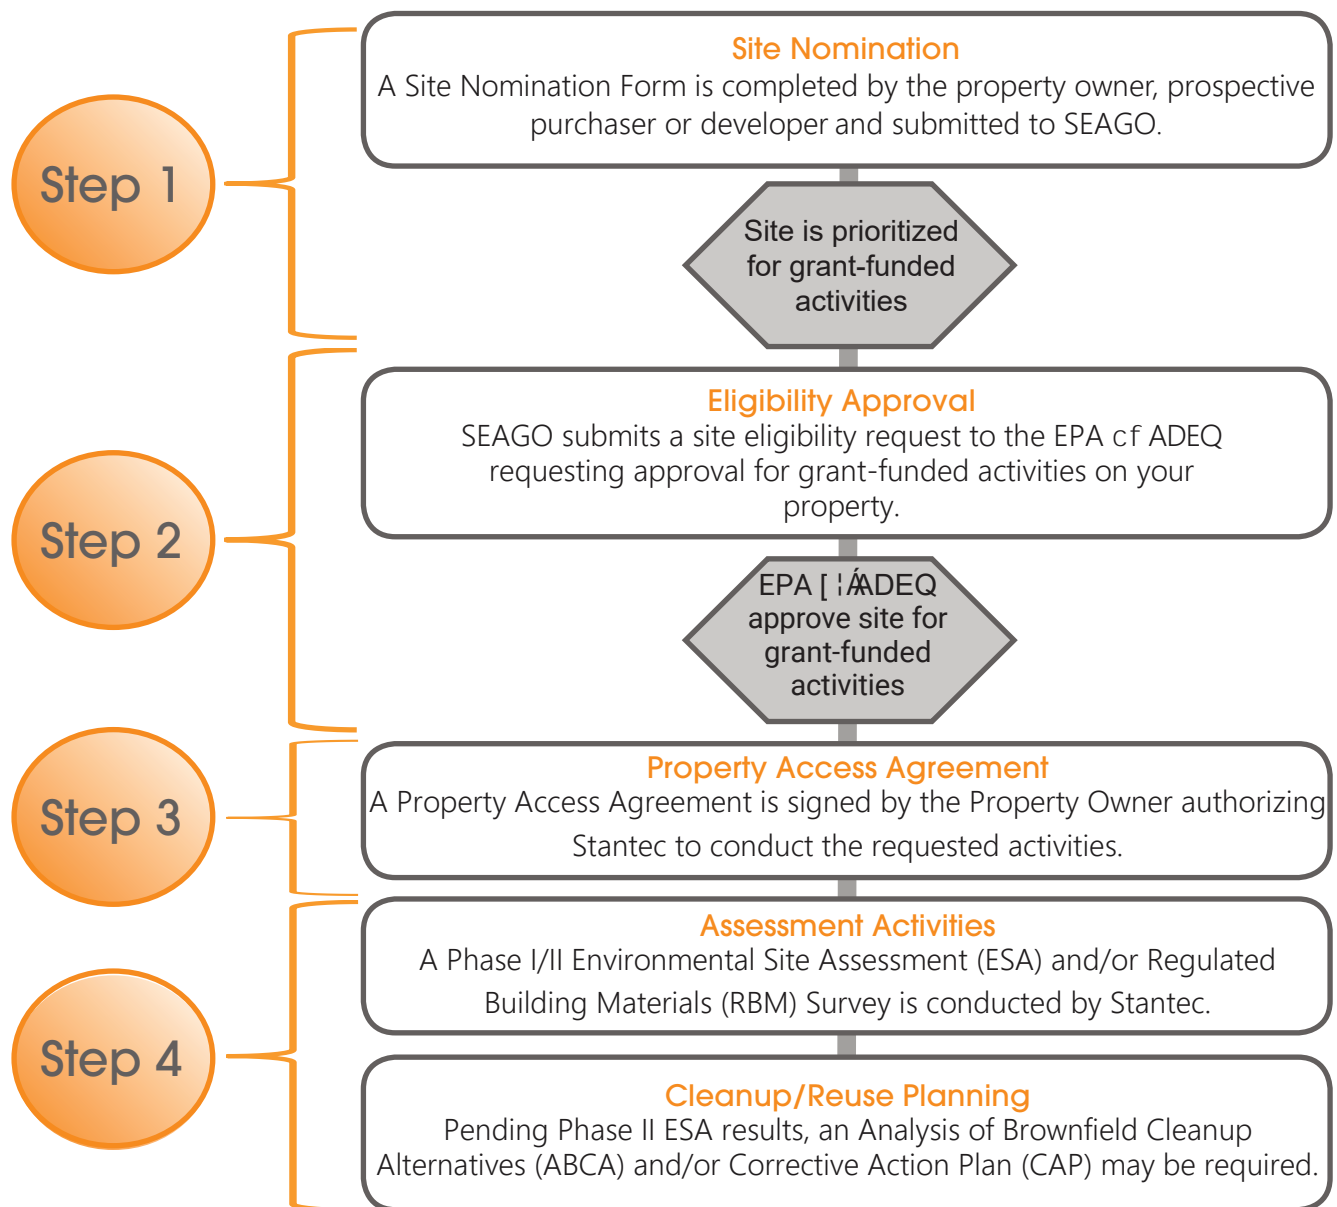 Step 1
Site Nomination
A Site Nomination Form is completed by the property owner, prospective
purchaser or developer and submitted to SEAGO.
Site is prioritized
for grant-funded
activities
Step 2
Eligibility Approval
SEAGO submits a site eligibility request to the EPA cf ADEQ
requesting approval for grant-funded activities on your
property.
EPA [ ¦ÁADEQ
approve site for
grant-funded
activities
Step 3
Property Access Agreement
A Property Access Agreement is signed by the Property Owner authorizing
Stantec to conduct the requested activities.
Step 4
Assessment Activities
A Phase I/II Environmental Site Assessment (ESA) and/or Regulated
Building Materials (RBM) Survey is conducted by Stantec.
Cleanup/Reuse Planning
Pending Phase II ESA results, an Analysis of Brownfield Cleanup
Alternatives (ABCA) and/or Corrective Action Plan (CAP) may be required.